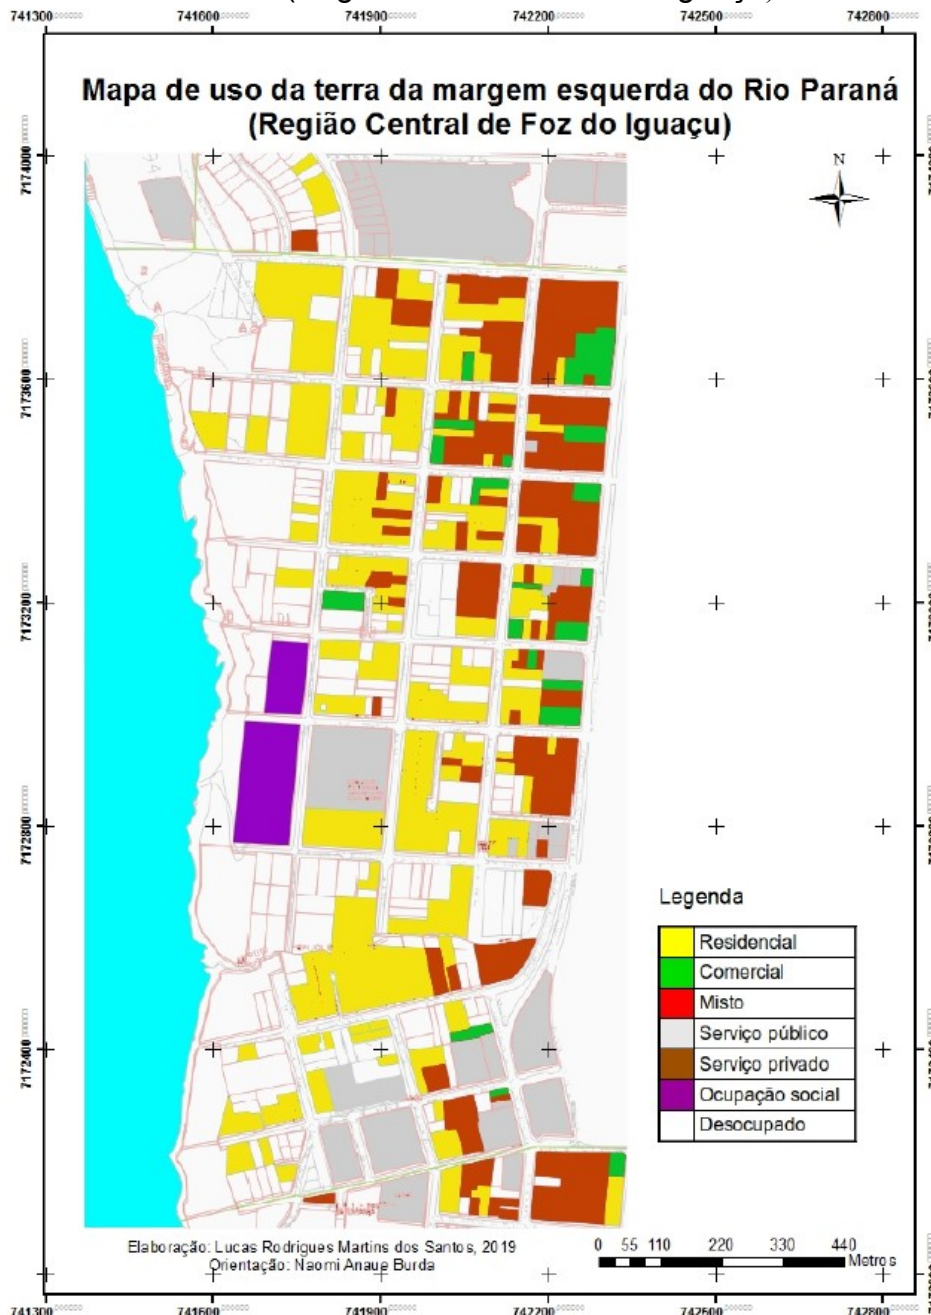 741300 741600 741900 742200 742500 742800
Mapa de uso da terra da margem esquerda do Rio Paraná
(Região Central de Foz do Iguaçu)
N
7174000
7173600
7173200
7172800
7172400
Legenda
Residencial
Comercial
Misto
Serviço público
Serviço privado
Ocupação social
Desocupado
Elaboração: Lucas Rodrigues Martins dos Santos, 2019
Orientação: Naomi Anaue Burda
0 55 110 220 330 440
Metros
741300 741600 741900 742200 742500 742800